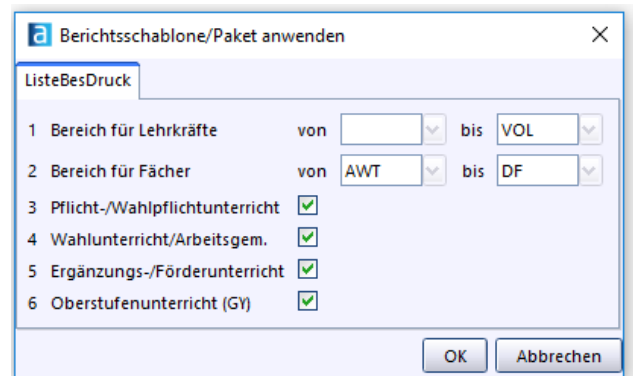 Berichtsschablone/Paket anwenden
ListeBesDruck
1 Bereich für Lehrkräfte von bis VOL
2 Bereich für Fächer von AWT bis DF
3 Pflicht-/Wahlpflichtunterricht
4 Wahlunterricht/Arbeitsgem.
5 Ergänzungs-/Förderunterricht
6 Oberstufenunterricht (GY)
OK Abbrechen